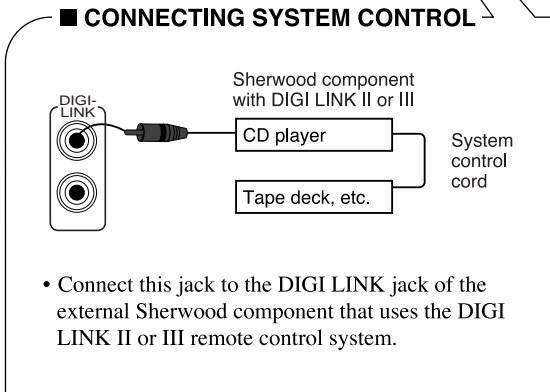 ■ CONNECTING SYSTEM CONTROL
Sherwood component
with DIGI LINK II or III
DIGI-
LINK
CD player
System
control
cord
Tape deck, etc.
• Connect this jack to the DIGI LINK jack of the
external Sherwood component that uses the DIGI
LINK II or III remote control system.